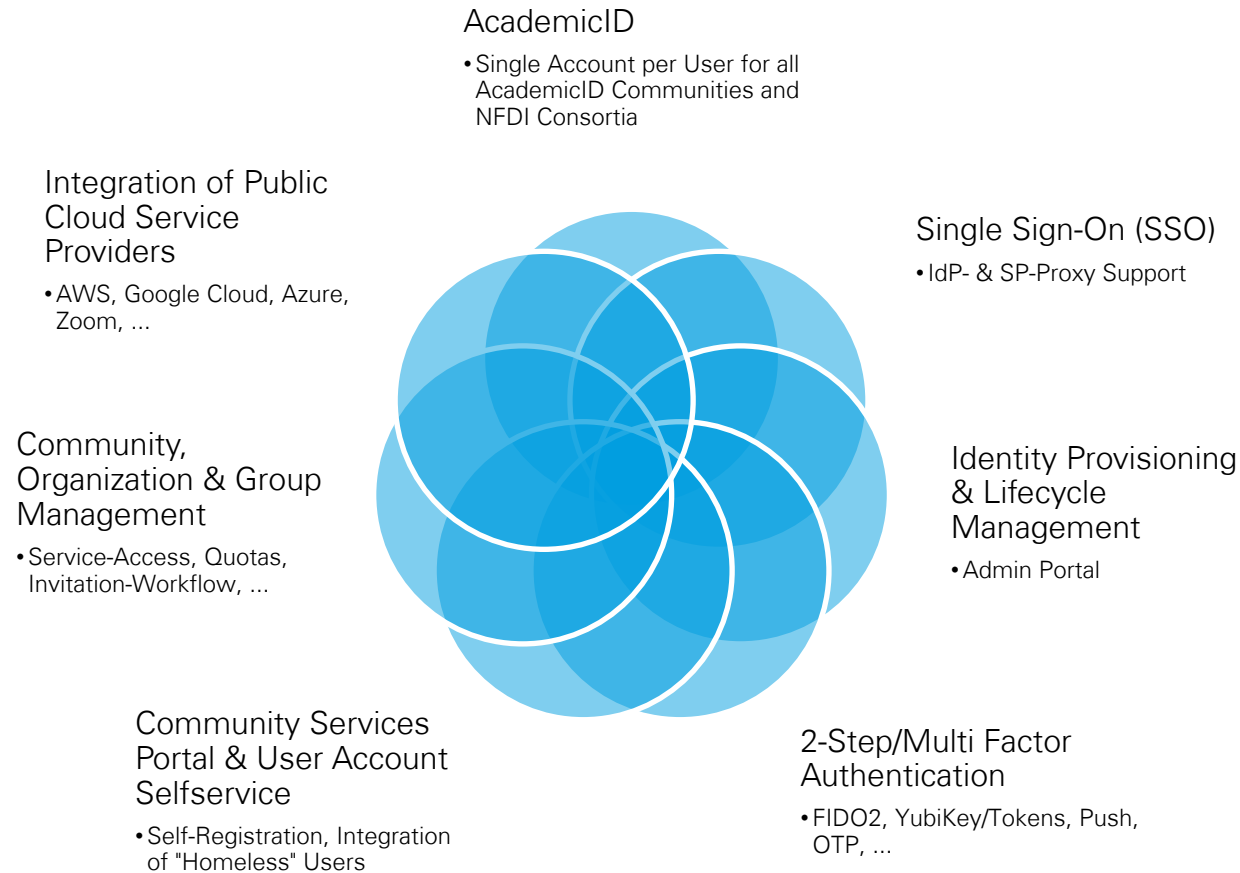 AcademicID
• Single Account per User for all
AcademicID Communities and
NFDI Consortia
Single Sign-On (SSO)
• IdP- & SP-Proxy Support
Identity Provisioning
& Lifecycle
Management
• Admin Portal
2-Step/Multi Factor
Authentication
• FIDO2, YubiKey/Tokens, Push,
OTP, ...
Community Services
Portal & User Account
Selfservice
• Self-Registration, Integration
of "Homeless" Users
Community,
Organization & Group
Management
• Service-Access, Quotas,
Invitation-Workflow, ...
Integration of Public
Cloud Service
Providers
• AWS, Google Cloud, Azure,
Zoom, ...